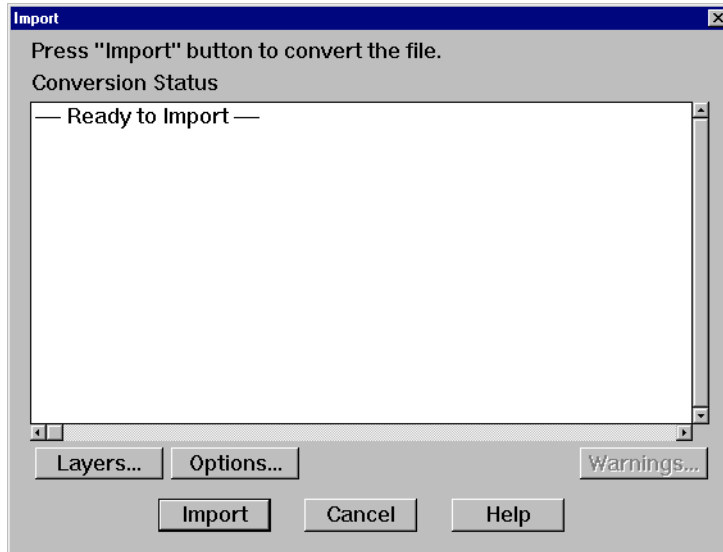 Import
Press "Import" button to convert the file.
Conversion Status
— Ready to Import —
Layers... Options... Warnings...
Import Cancel Help